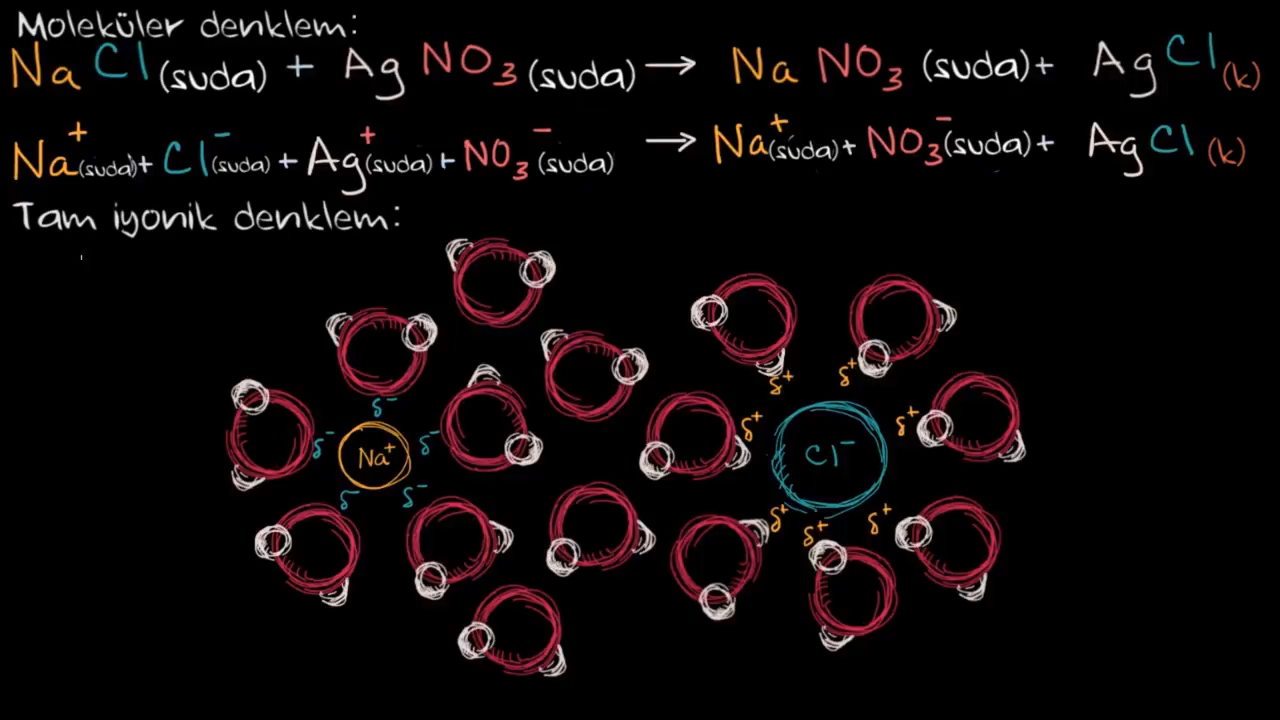 Moleküler denklem:
NaCl(suda) + AgNO₃(suda) → NaNO₃(suda) + AgCl(k)
Na⁺(suda) + Cl⁻(suda) + Ag⁺(suda) + NO₃⁻(suda) → Na⁺(suda) + NO₃⁻(suda) + AgCl(k)
Tam iyonik denklem:
δ⁺ δ⁺
δ⁻ δ⁺ δ⁺
δ⁻ Na⁺ δ⁻ Cl⁻
δ⁻ δ⁻ δ⁺ δ⁺ δ⁺